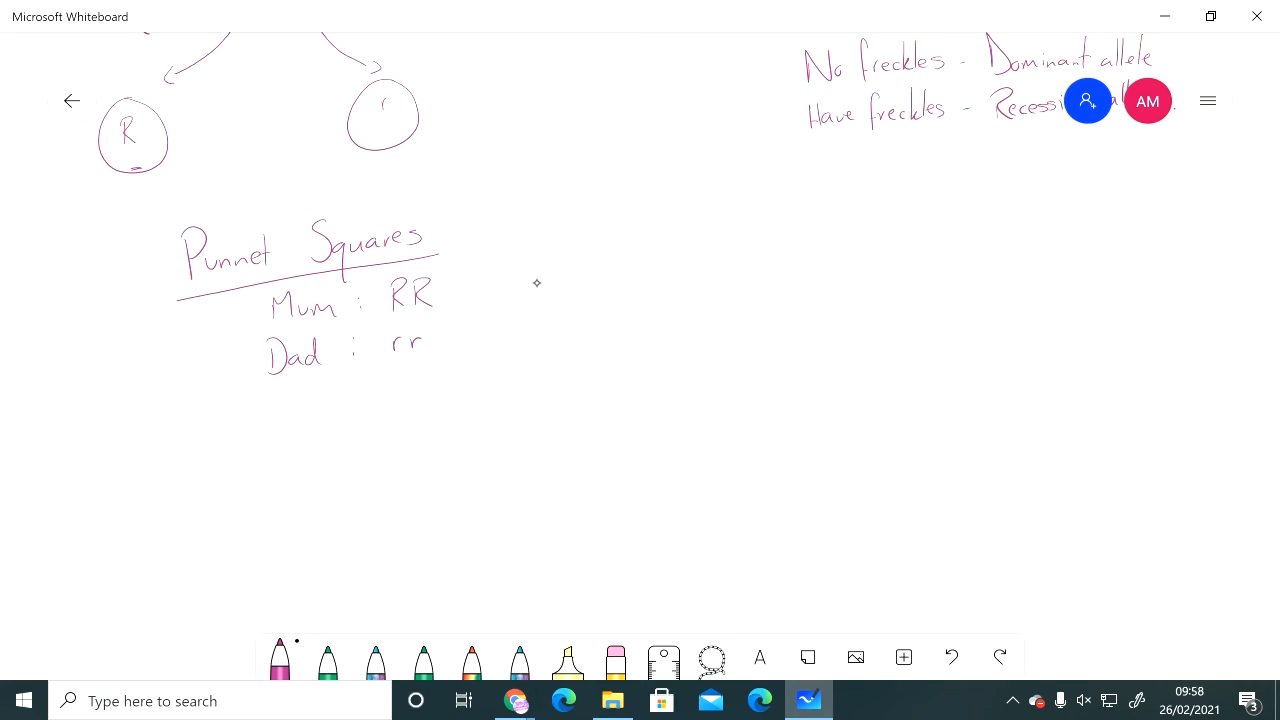 Microsoft Whiteboard
No freckles - Dominant allele
Have freckles -
AM
R
r
Punnet Squares
Mum : RR
Dad : rr
A
Type here to search
09:58
26/02/2021
3